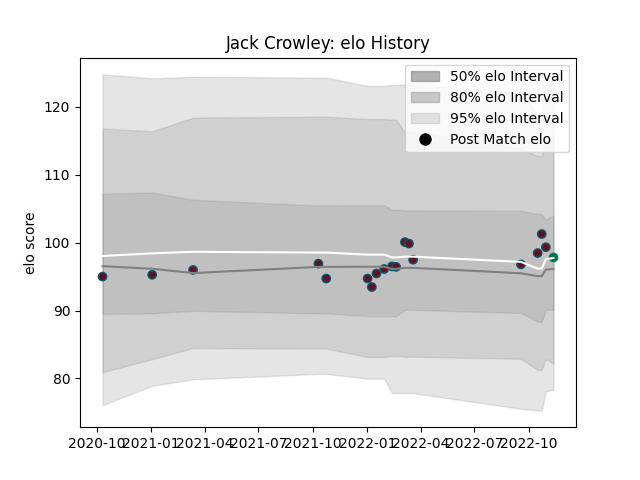 Jack Crowley: elo History
50% elo Interval
80% elo Interval
95% elo Interval
Post Match elo
elo score
120
110
100
90
80
2020-10 2021-01 2021-04 2021-07 2021-10 2022-01 2022-04 2022-07 2022-10